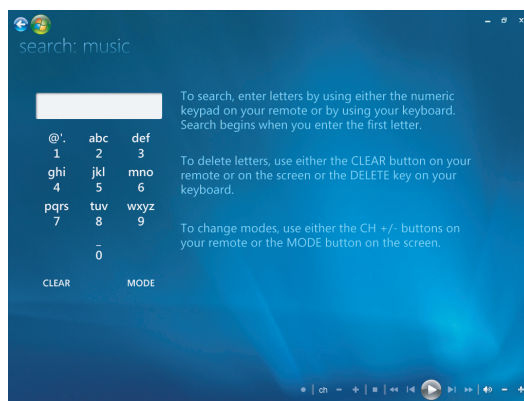 search: music
To search, enter letters by using either the numeric
keypad on your remote or by using your keyboard.
Search begins when you enter the first letter.
@'. abc def
1 2 3
To delete letters, use either the CLEAR button on your
remote or on the screen or the DELETE key on your
keyboard.
ghi jkl mno
4 5 6
pqrs tuv wxyz
7 8 9
To change modes, use either the CH +/- buttons on
your remote or the MODE button on the screen.
_
0
CLEAR MODE
ch - +
- +